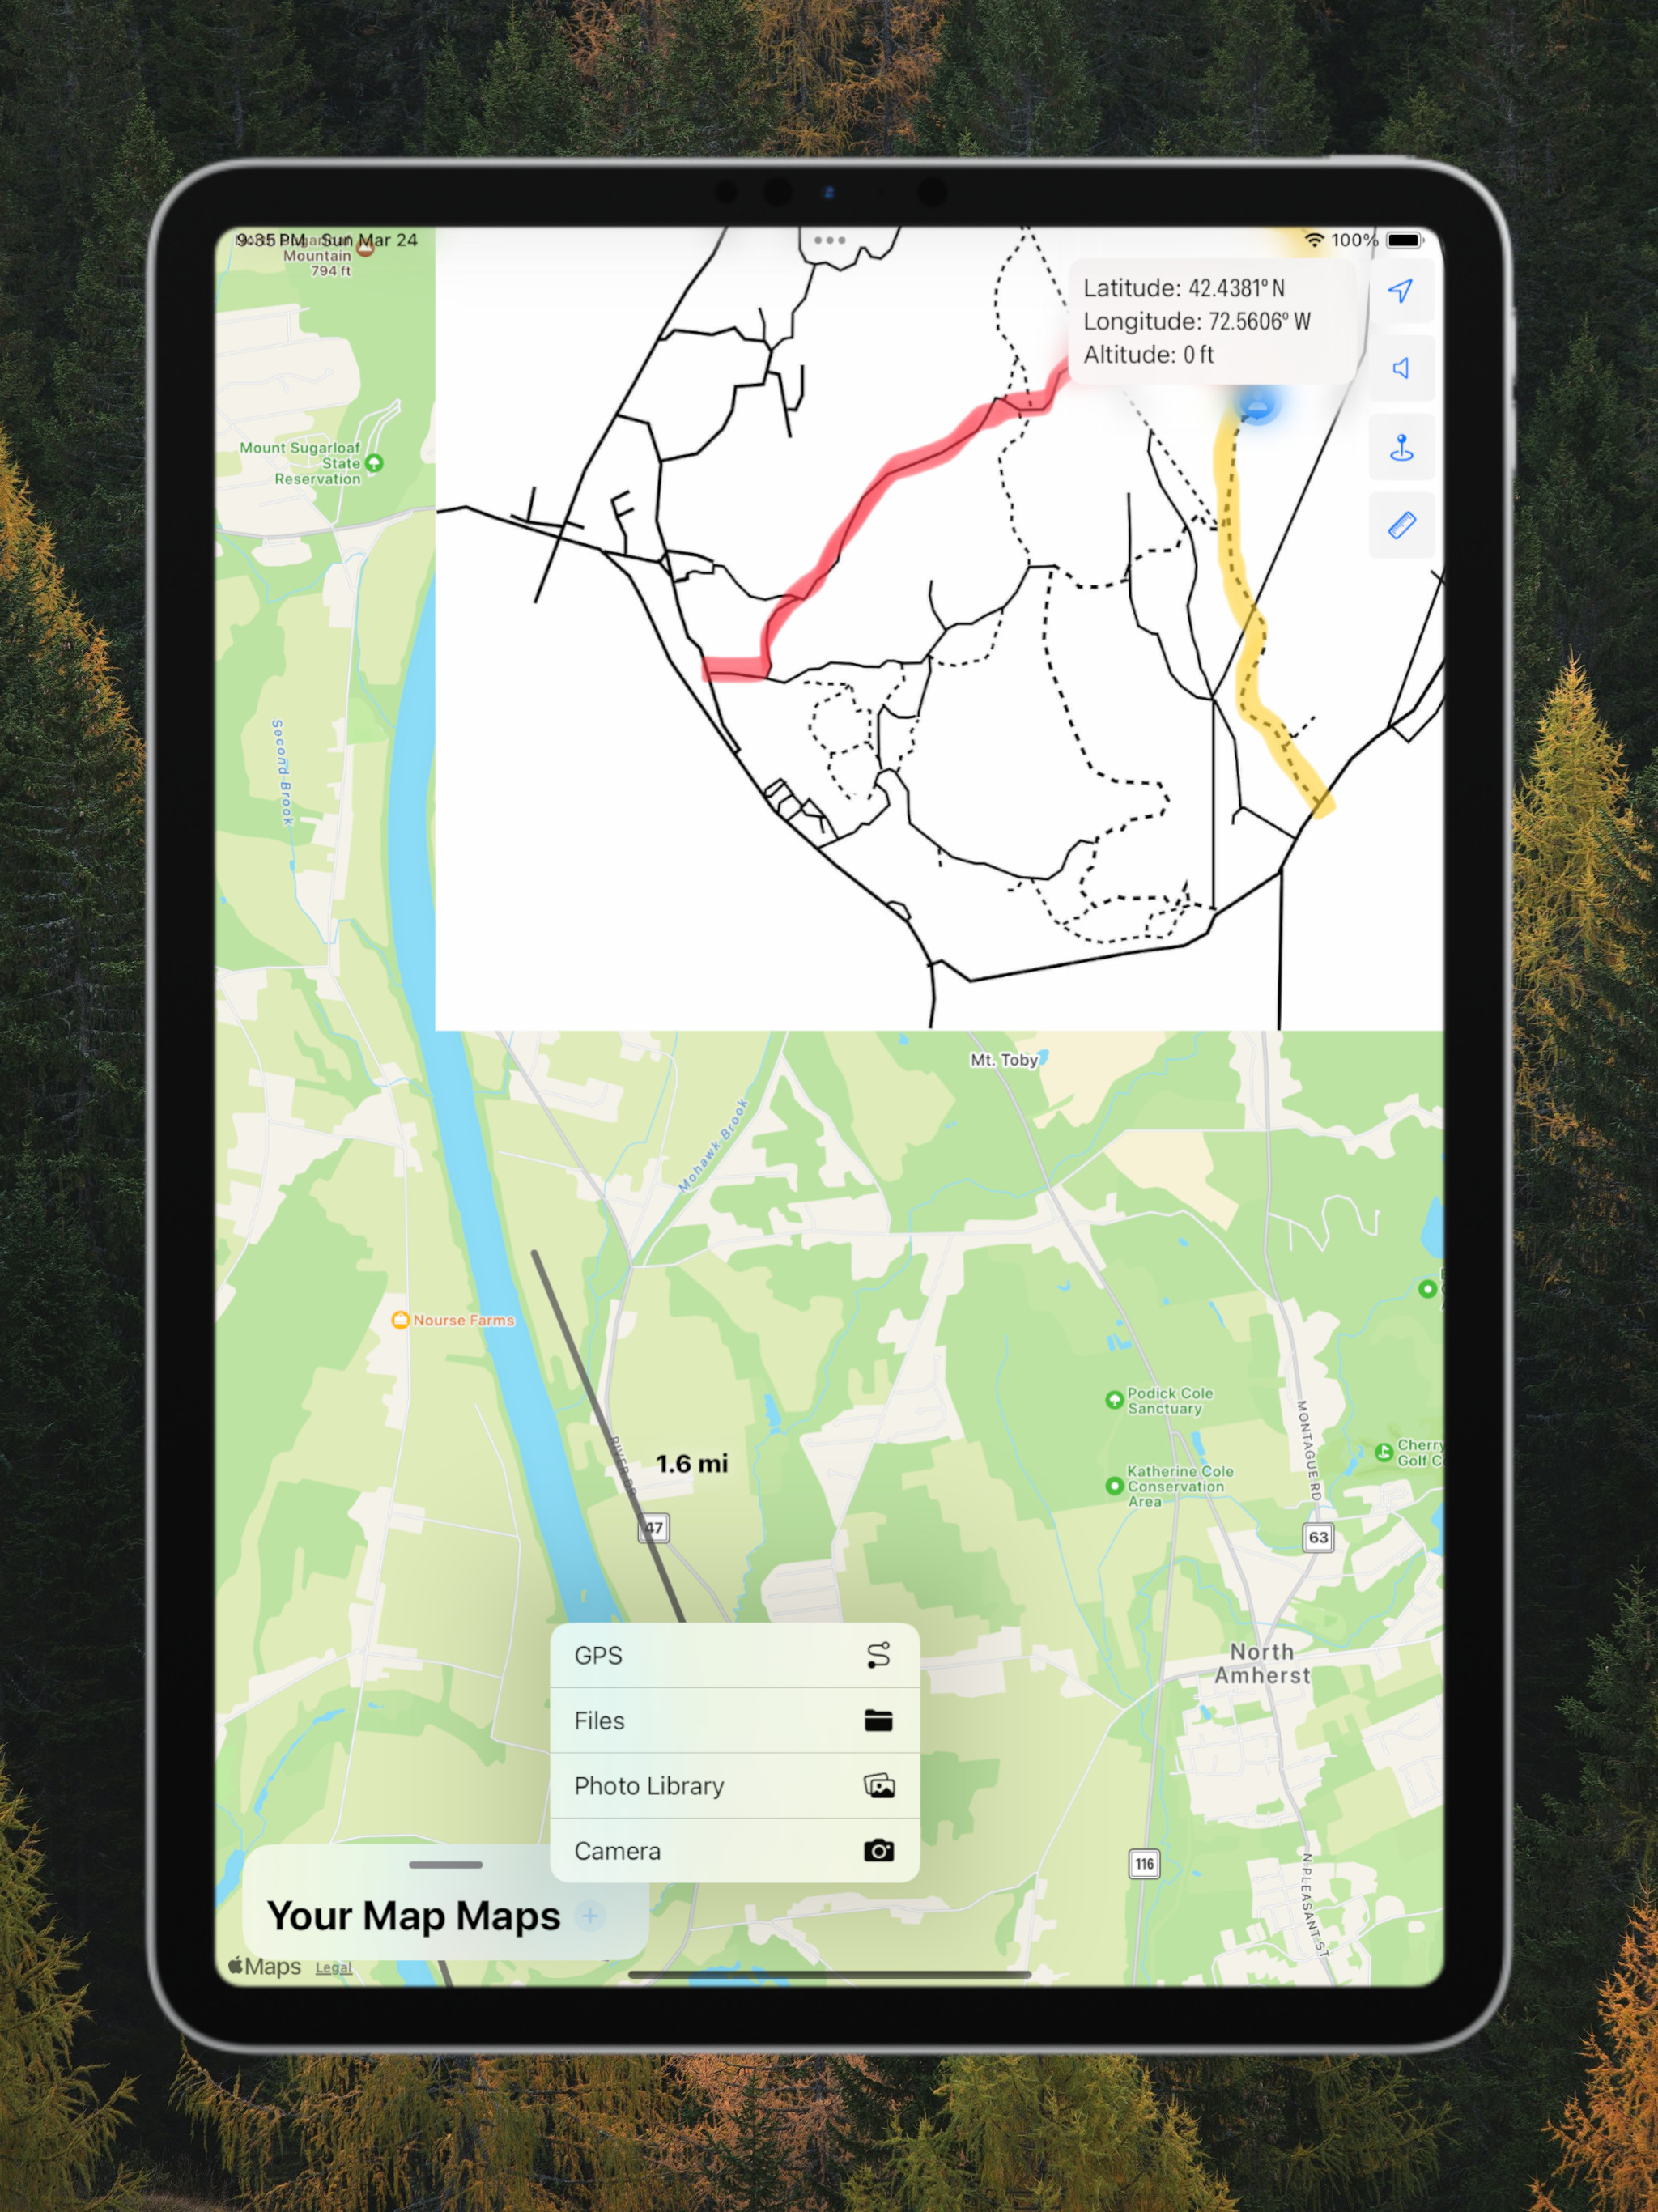 9:35 PM Sun Mar 24
100%
Mountain
794 ft
Latitude: 42.4381° N
Longitude: 72.5606° W
Altitude: 0 ft
Mount Sugarloaf
State
Reservation
Second Brook
Mt. Toby
Mohawk Brook
Nourse Farms
Podick Cole
Sanctuary
MONTAGUE RD
Cherry
Golf C
RIVER DR
1.6 mi
Katherine Cole
Conservation
Area
47
63
North
Amherst
GPS
Files
Photo Library
Camera
116
N PLEASANT ST
Your Map Maps
Maps Legal